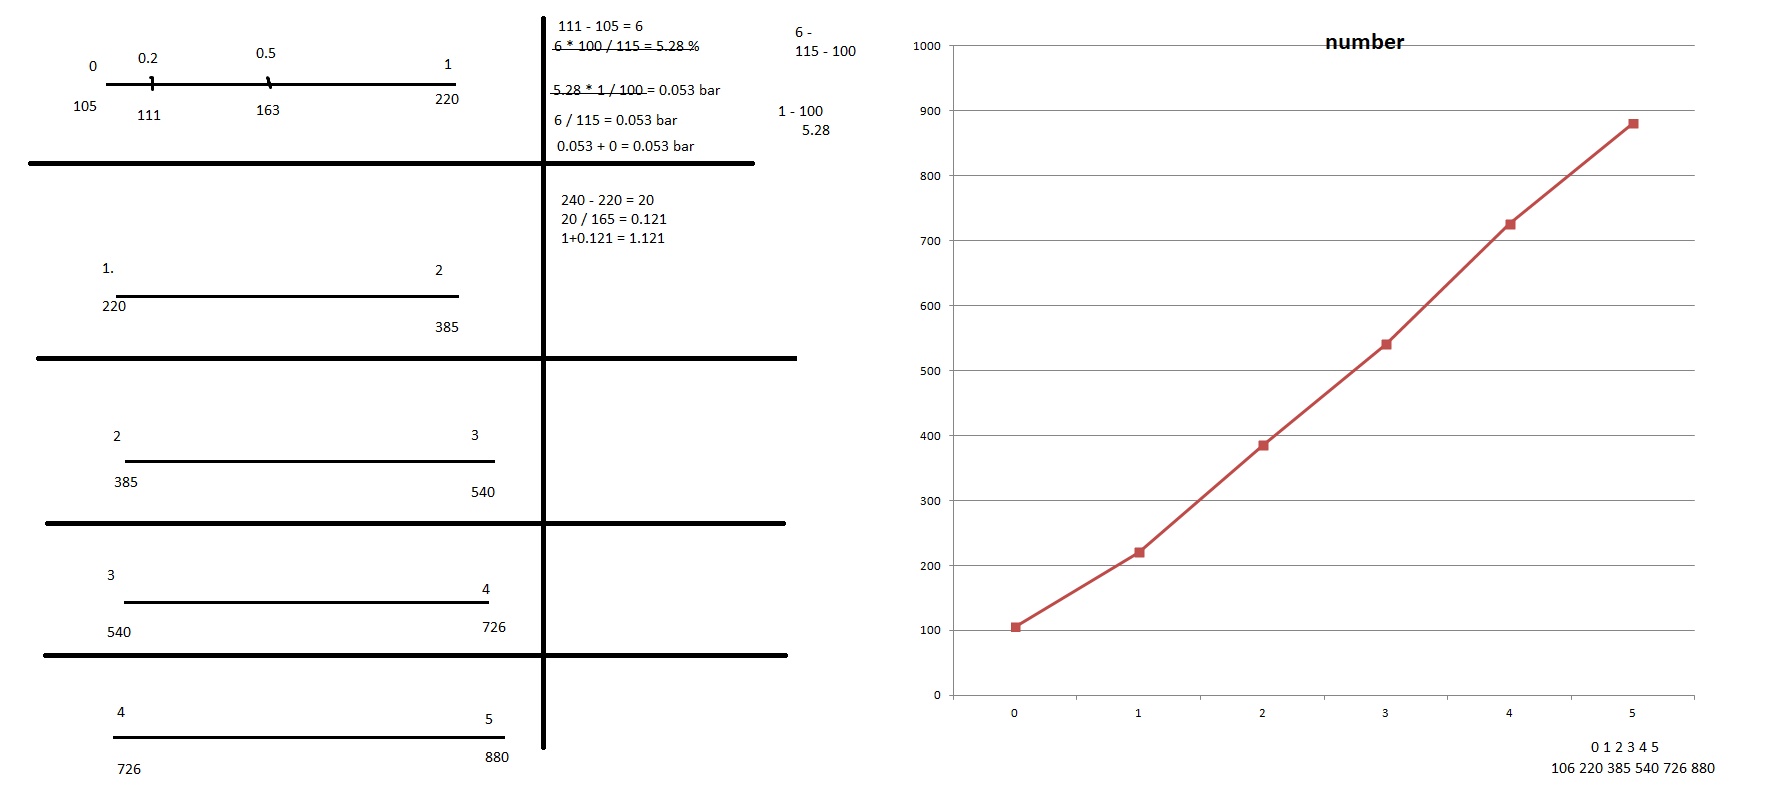 0
0.2
0.5
1
105
111
163
220
111 - 105 = 6
6 * 100 / 115 = 5.28 %
5.28 * 1 / 100 = 0.053 bar
6 / 115 = 0.053 bar
0.053 + 0 = 0.053 bar
6 -
115 - 100
1 - 100
5.28
240 - 220 = 20
20 / 165 = 0.121
1+0.121 = 1.121
1.
2
220
385
2
3
385
540
3
4
540
726
4
5
726
880
number
1000
900
800
700
600
500
400
300
200
100
0
0 1 2 3 4 5
0 1 2 3 4 5
106 220 385 540 726 880